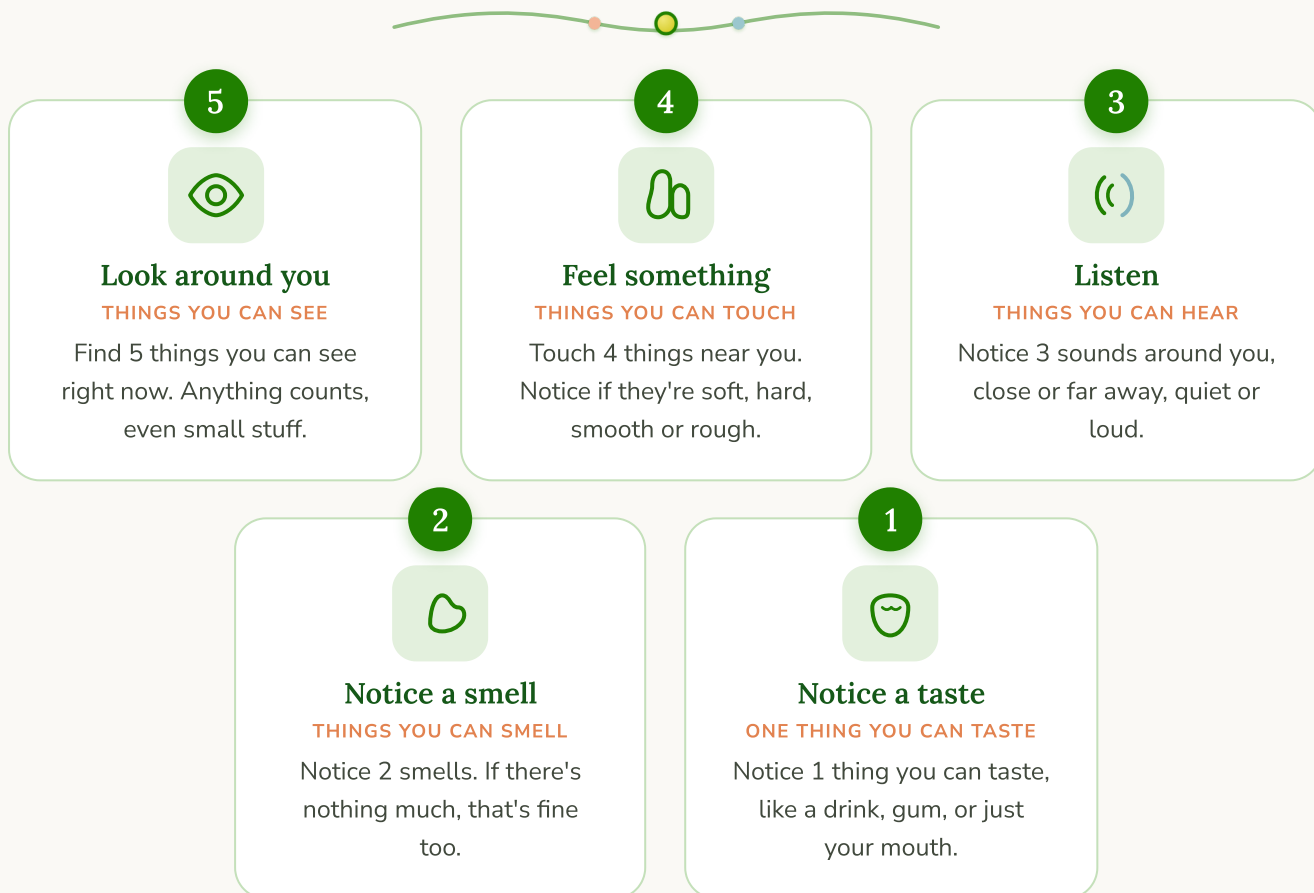 5
Look around you
THINGS YOU CAN SEE
Find 5 things you can see
right now. Anything counts,
even small stuff.
4
Feel something
THINGS YOU CAN TOUCH
Touch 4 things near you.
Notice if they're soft, hard,
smooth or rough.
3
Listen
THINGS YOU CAN HEAR
Notice 3 sounds around you,
close or far away, quiet or
loud.
2
Notice a smell
THINGS YOU CAN SMELL
Notice 2 smells. If there's
nothing much, that's fine
too.
1
Notice a taste
ONE THING YOU CAN TASTE
Notice 1 thing you can taste,
like a drink, gum, or just
your mouth.